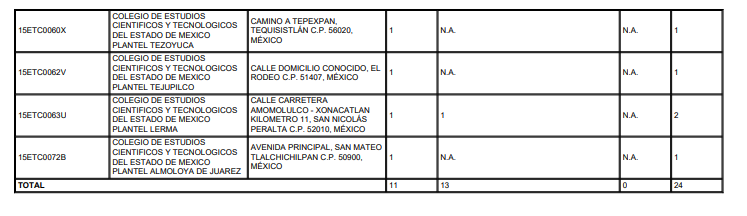 15ETC0060X
COLEGIO DE ESTUDIOS
CIENTIFICOS Y TECNOLOGICOS
DEL ESTADO DE MEXICO
PLANTEL TEZOYUCA
CAMINO A TEPEXPAN,
TEQUISISTLÁN C.P. 56020,
MÉXICO
1
N.A.
N.A.
1
15ETC0062V
COLEGIO DE ESTUDIOS
CIENTIFICOS Y TECNOLOGICOS
DEL ESTADO DE MEXICO
PLANTEL TEJUPILCO
CALLE DOMICILIO CONOCIDO, EL
RODEO C.P. 51407, MÉXICO
1
N.A.
N.A.
1
15ETC0063U
COLEGIO DE ESTUDIOS
CIENTIFICOS Y TECNOLOGICOS
DEL ESTADO DE MEXICO
PLANTEL LERMA
CALLE CARRETERA
AMOMOLULCO - XONACATLAN
KILOMETRO 11, SAN NICOLÁS
PERALTA C.P. 52010, MÉXICO
1
1
N.A.
2
15ETC0072B
COLEGIO DE ESTUDIOS
CIENTIFICOS Y TECNOLOGICOS
DEL ESTADO DE MEXICO
PLANTEL ALMOLOYA DE JUAREZ
AVENIDA PRINCIPAL, SAN MATEO
TLALCHICHILPAN C.P. 50900,
MÉXICO
1
N.A.
N.A.
1
TOTAL
11
13
0
24